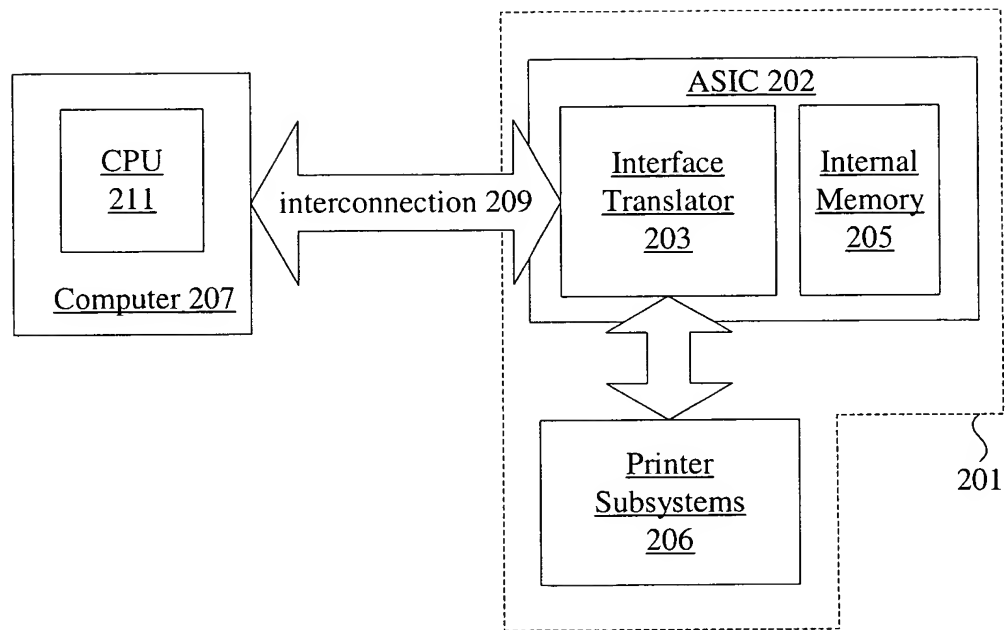 CPU
211
Computer 207
interconnection 209
ASIC 202
Interface
Translator
203
Internal
Memory
205
Printer
Subsystems
206
201